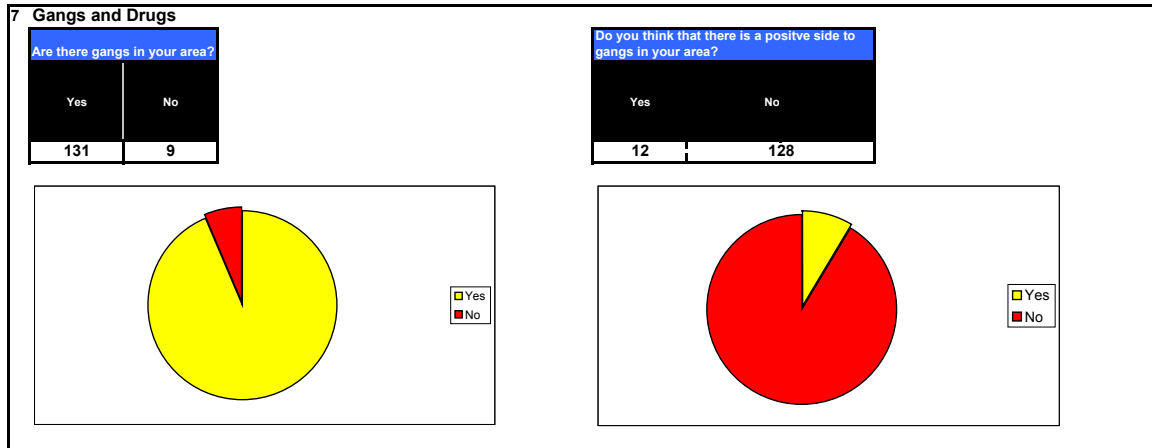 7 Gangs and Drugs
Are there gangs in your area?
Yes No
131 9
Do you think that there is a positve side to
gangs in your area?
Yes No
12 128
Yes
No
Yes
No